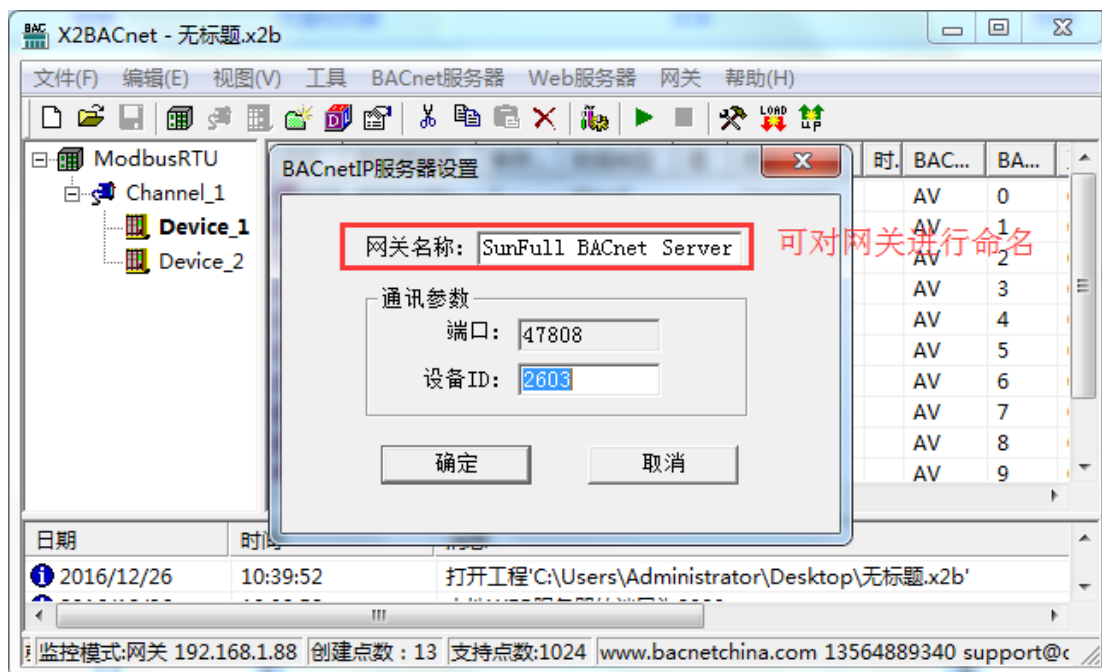 BAC X2BACnet - 无标题.x2b
文件(F) 编辑(E) 视图(V) 工具 BACnet服务器 Web服务器 网关 帮助(H)
LOAD UP
ModbusRTU
Channel_1
Device_1
Device_2
BACnetIP服务器设置
网关名称: SunFull BACnet Server
可对网关进行命名
通讯参数
端口: 47808
设备ID: 2603
确定 取消
时. BAC... BA...
AV 0
AV 1
AV 2
AV 3
AV 4
AV 5
AV 6
AV 7
AV 8
AV 9
日期 时间
2016/12/26 10:39:52 打开工程'C:\Users\Administrator\Desktop\无标题.x2b'
监控模式:网关 192.168.1.88 创建点数:13 支持点数:1024 www.bacnetchina.com 13564889340 support@c